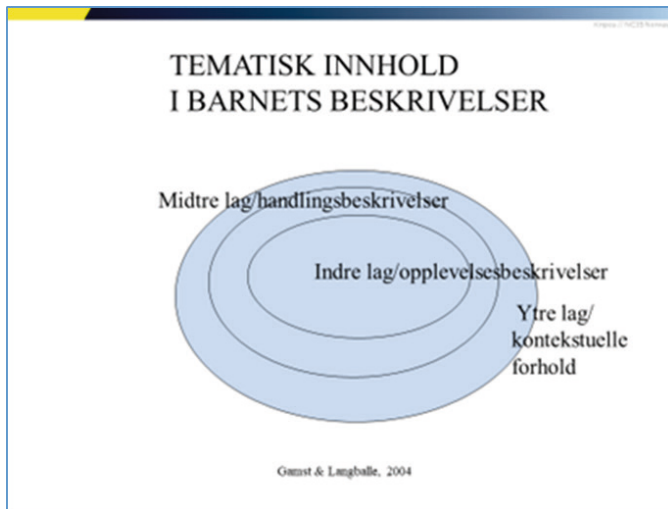 TEMATISK INNHOLD
I BARNETS BESKRIVELSER
Midtre lag/handlingsbeskrivelser
Indre lag/opplevelsesbeskrivelser
Ytre lag/
kontekstuelle
forhold
Gamst & Langballe, 2004